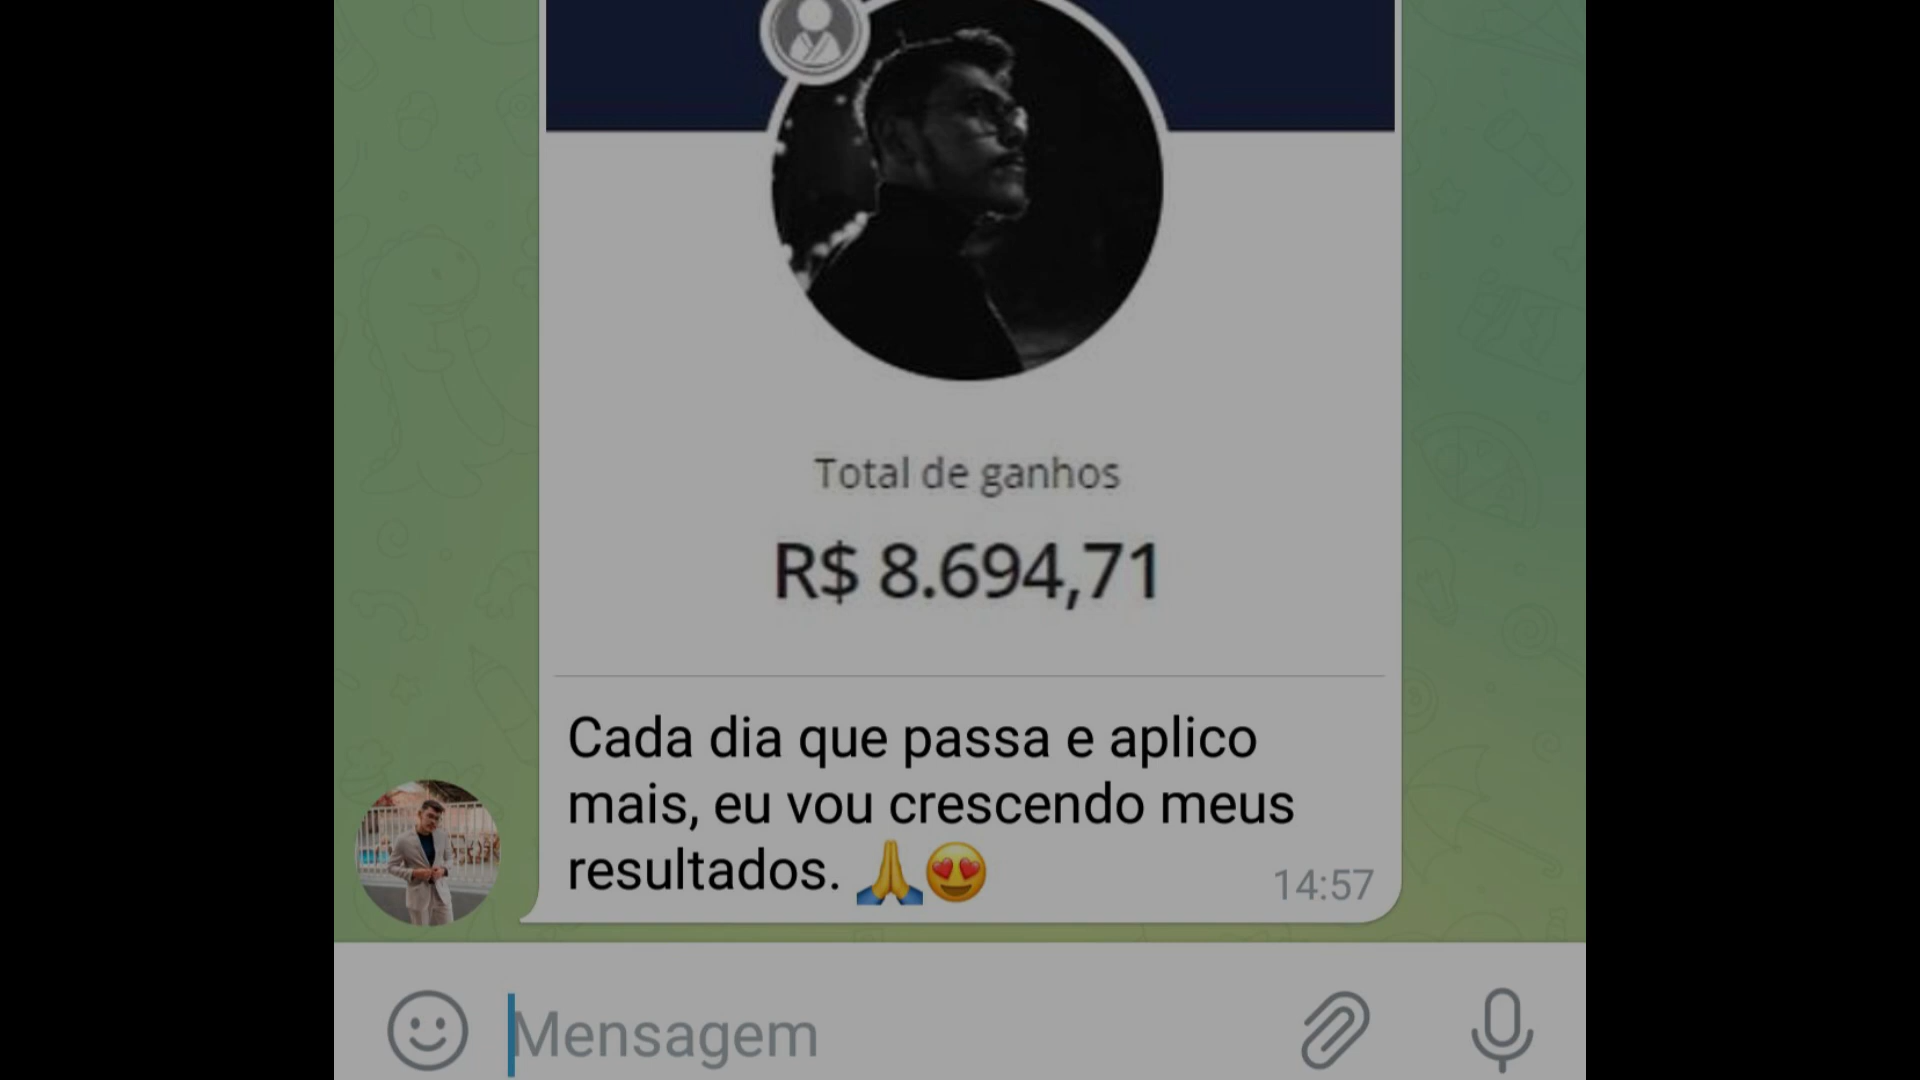 Total de ganhos
R$ 8.694,71
Cada dia que passa e aplico
mais, eu vou crescendo meus
resultados. 🙏😍
14:57
Mensagem